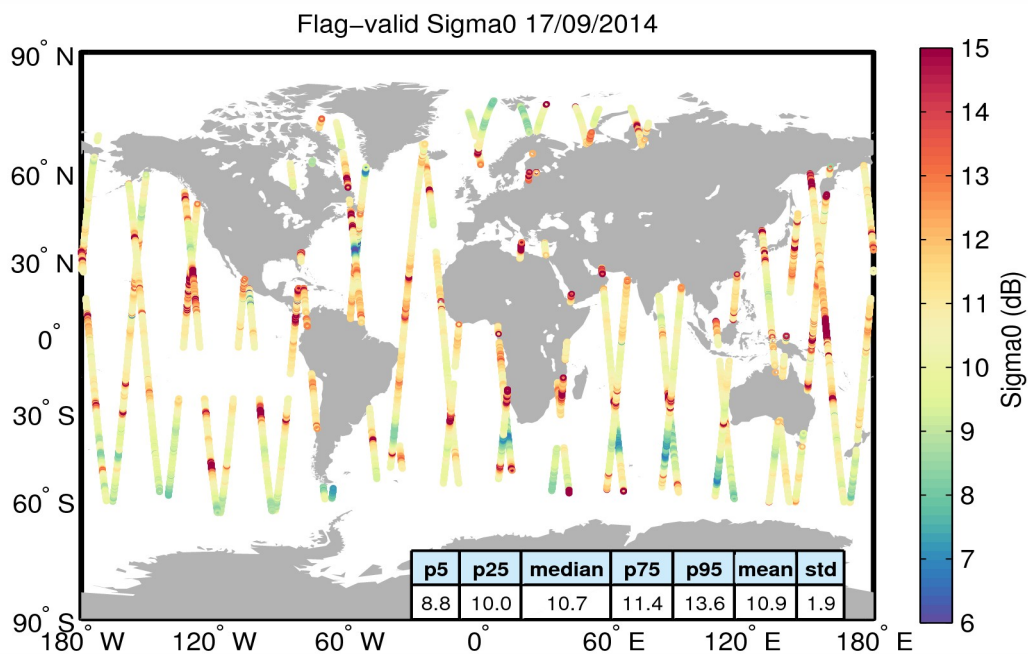 Flag−valid Sigma0 17/09/2014
90° N
60° N
30° N
0°
30° S
60° S
90° S
180° W
120° W
60° W
0°
60° E
120° E
180° E
15
14
13
12
11
10
9
8
7
6
Sigma0 (dB)
p5 p25 median p75 p95 mean std
8.8 10.0 10.7 11.4 13.6 10.9 1.9